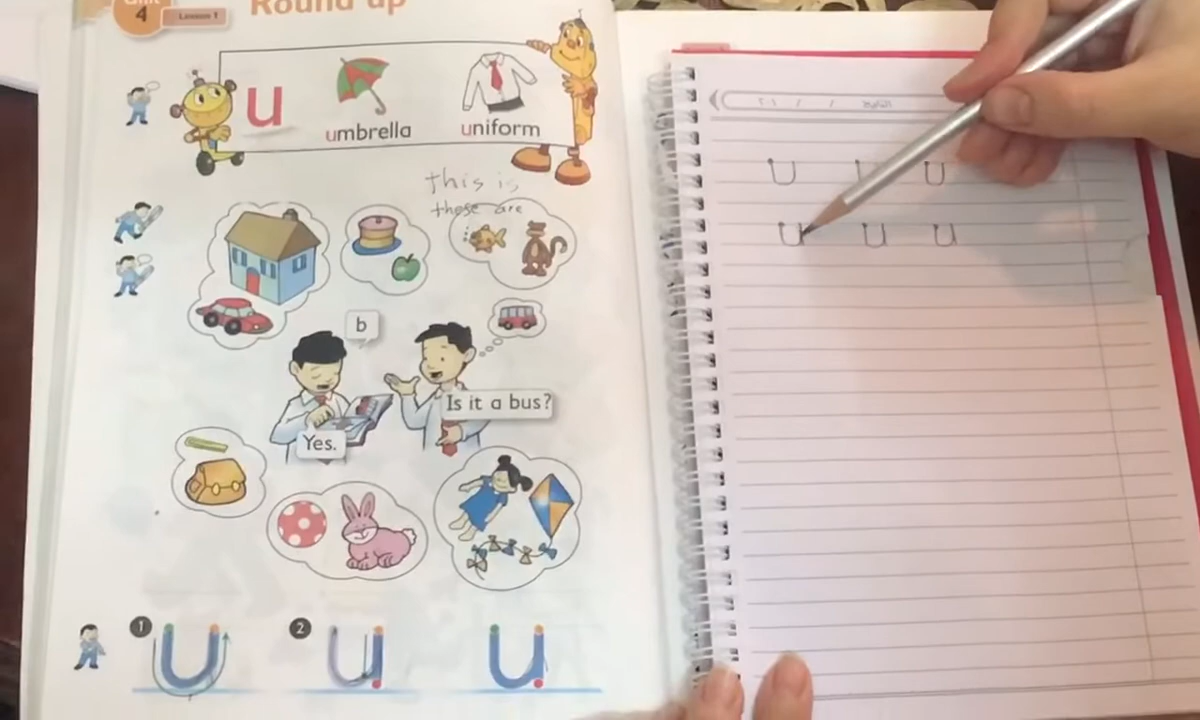 Unit
4
Lesson 1
Round up
u
umbrella
uniform
this is
these are
b
Is it a bus?
Yes.
1
u
2
u
u
U U
u u u